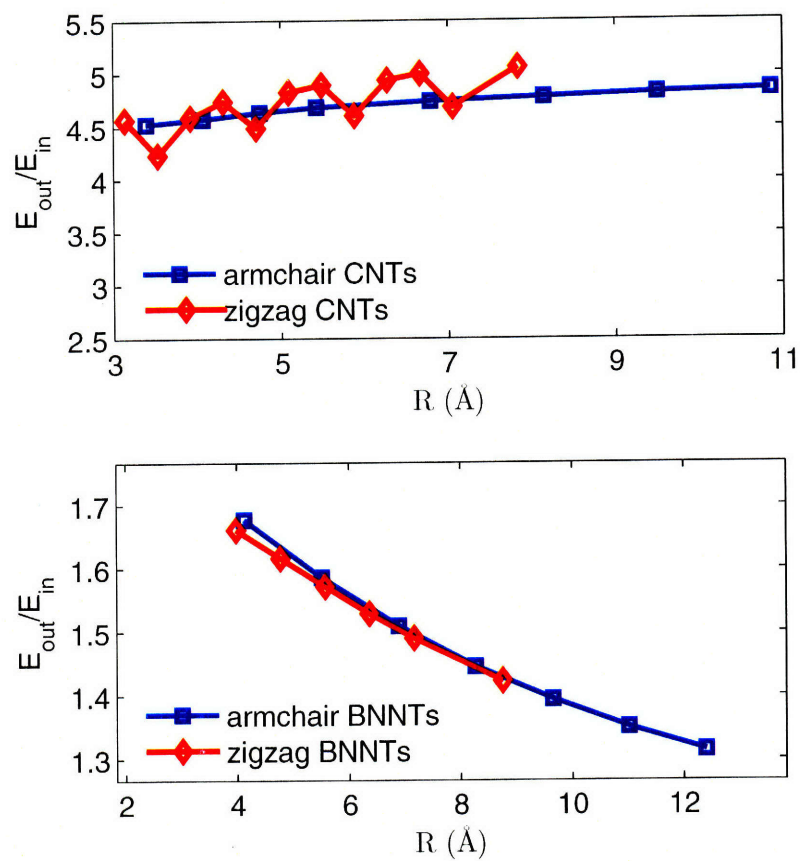 5.5
5
4.5
4
3.5
3
2.5
E_out/E_in
armchair CNTs
zigzag CNTs
3 5 7 9 11
R (Å)
1.7
1.6
1.5
1.4
1.3
E_out/E_in
armchair BNNTs
zigzag BNNTs
2 4 6 8 10 12
R (Å)